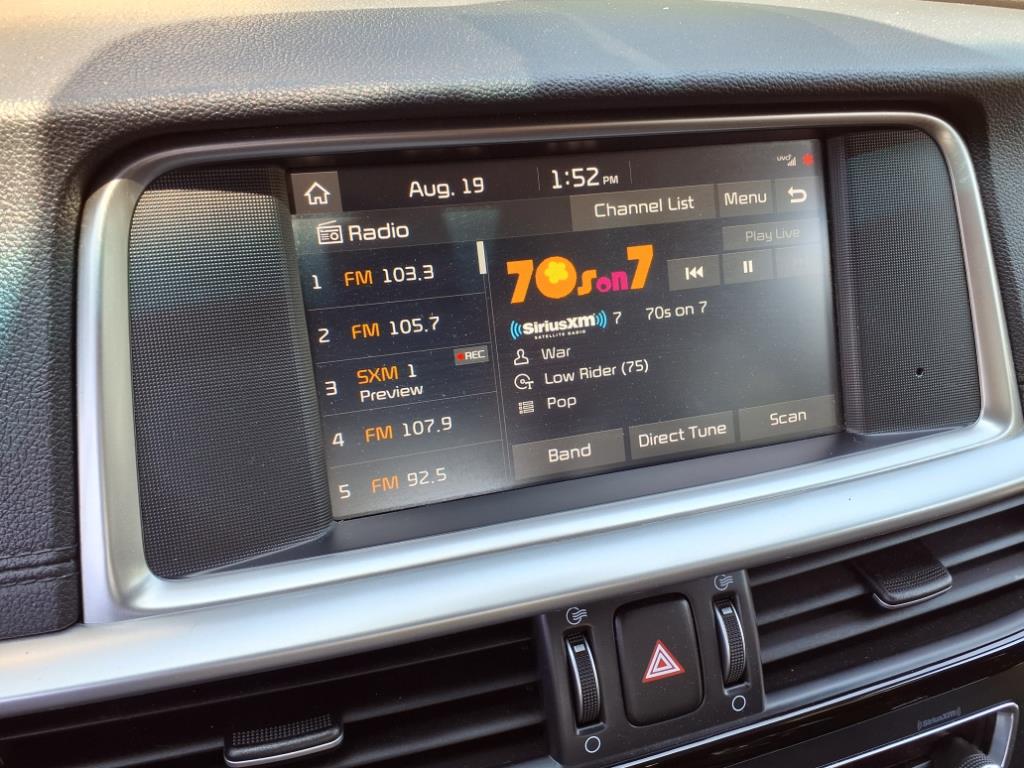 Aug. 19
1:52 PM
UVO
Channel List
Menu
Radio
Play Live
1 FM 103.3
70s on 7
2 FM 105.7
((SiriusXM)) 7 70s on 7
SATELLITE RADIO
REC
3 SXM 1
Preview
War
Low Rider (75)
Pop
4 FM 107.9
5 FM 92.5
Band
Direct Tune
Scan
((SiriusXM))